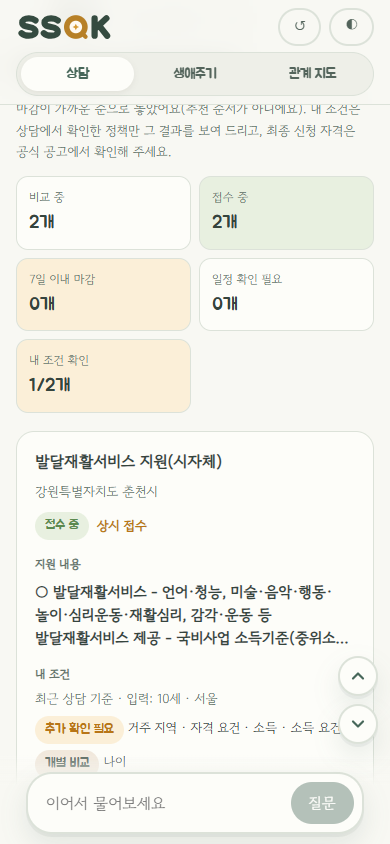 SSOK
상담
생애주기
관계 지도
마감이 가까운 순으로 놓았어요(추천 순서가 아니에요). 내 조건은
상담에서 확인한 정책만 그 결과를 보여 드리고, 최종 신청 자격은
공식 공고에서 확인해 주세요.
비교 중
2개
접수 중
2개
7일 이내 마감
0개
일정 확인 필요
0개
내 조건 확인
1/2개
발달재활서비스 지원(시자체)
강원특별자치도 춘천시
접수 중 상시 접수
지원 내용
○ 발달재활서비스 - 언어·청능, 미술·음악·행동·
놀이·심리운동·재활심리, 감각·운동 등
발달재활서비스 제공 - 국비사업 소득기준(중위소...
내 조건
최근 상담 기준 · 입력: 10세 · 서울
추가 확인 필요 거주 지역 · 자격 요건 · 소득 · 소득 요건
개별 비교 나이
이어서 물어보세요
질문